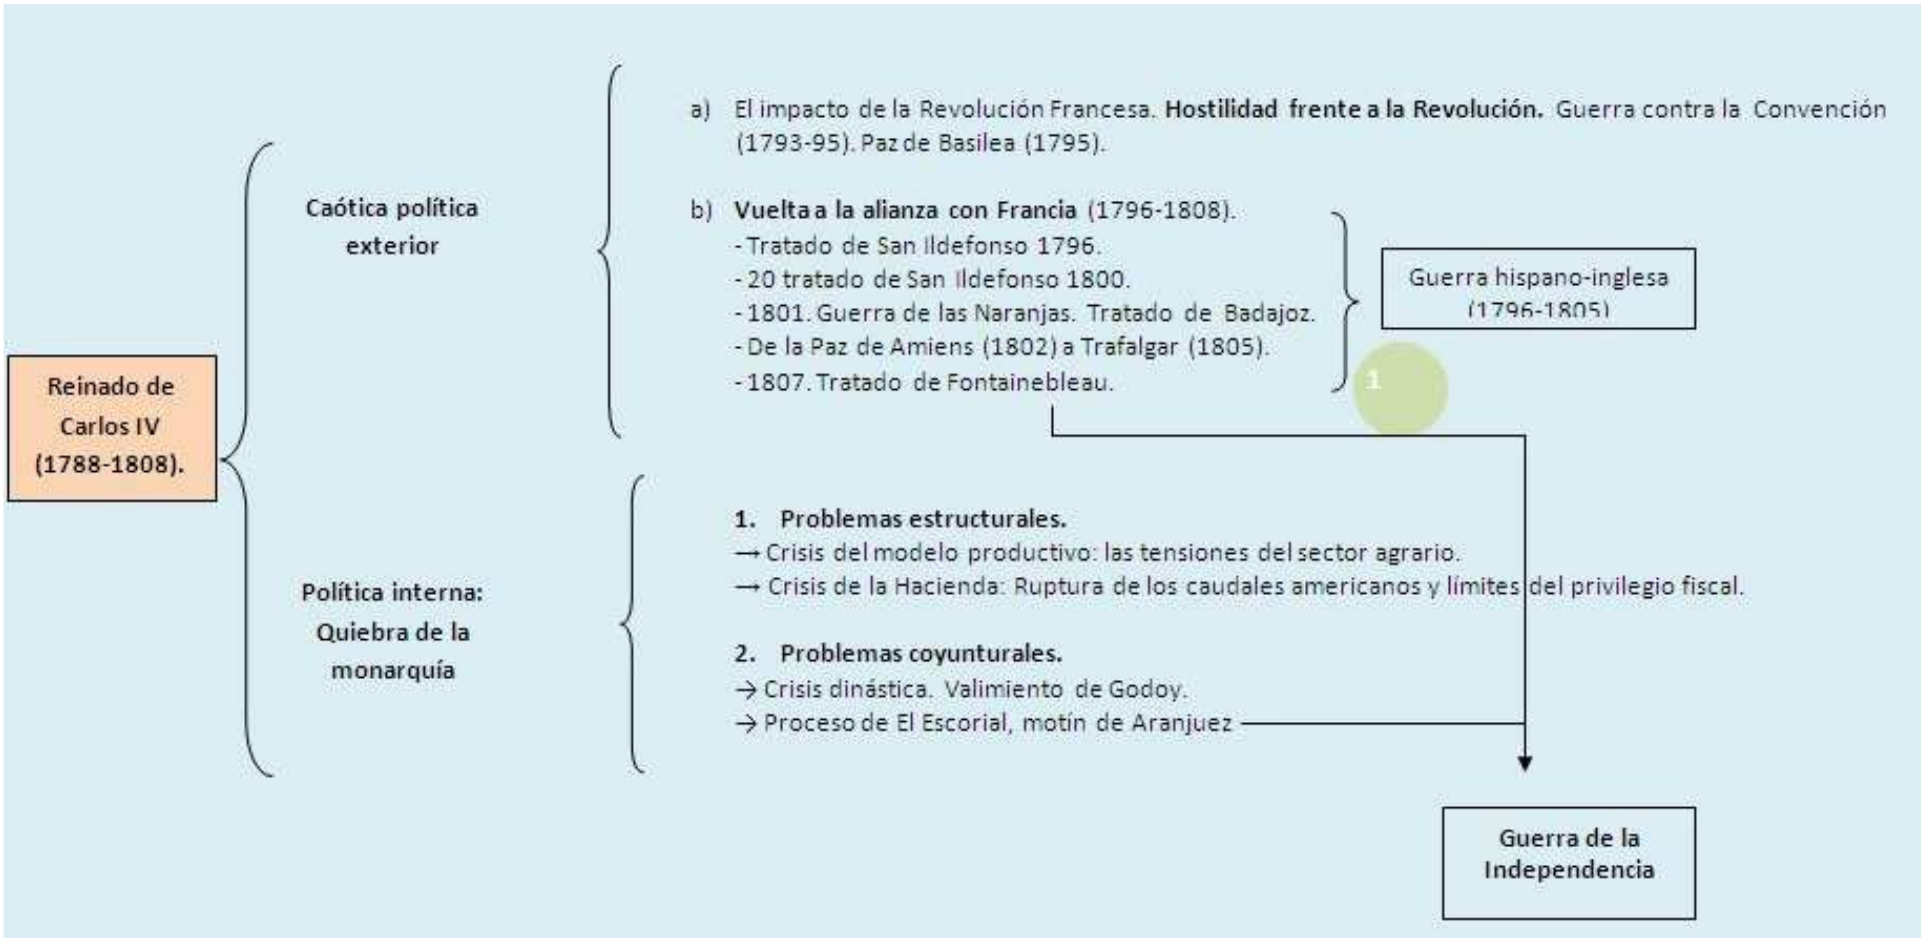 Reinado de
Carlos IV
(1788-1808).
Caótica política
exterior
a) El impacto de la Revolución Francesa. Hostilidad frente a la Revolución. Guerra contra la Convención
(1793-95). Paz de Basilea (1795).
b) Vuelta a la alianza con Francia (1796-1808).
- Tratado de San Ildefonso 1796.
- 20 tratado de San Ildefonso 1800.
- 1801. Guerra de las Naranjas. Tratado de Badajoz.
- De la Paz de Amiens (1802) a Trafalgar (1805).
- 1807. Tratado de Fontainebleau.
Guerra hispano-inglesa
(1796-1805)
1
Política interna:
Quiebra de la
monarquía
1. Problemas estructurales.
→ Crisis del modelo productivo: las tensiones del sector agrario.
→ Crisis de la Hacienda: Ruptura de los caudales americanos y límites del privilegio fiscal.
2. Problemas coyunturales.
→ Crisis dinástica. Valimiento de Godoy.
→ Proceso de El Escorial, motín de Aranjuez
Guerra de la
Independencia